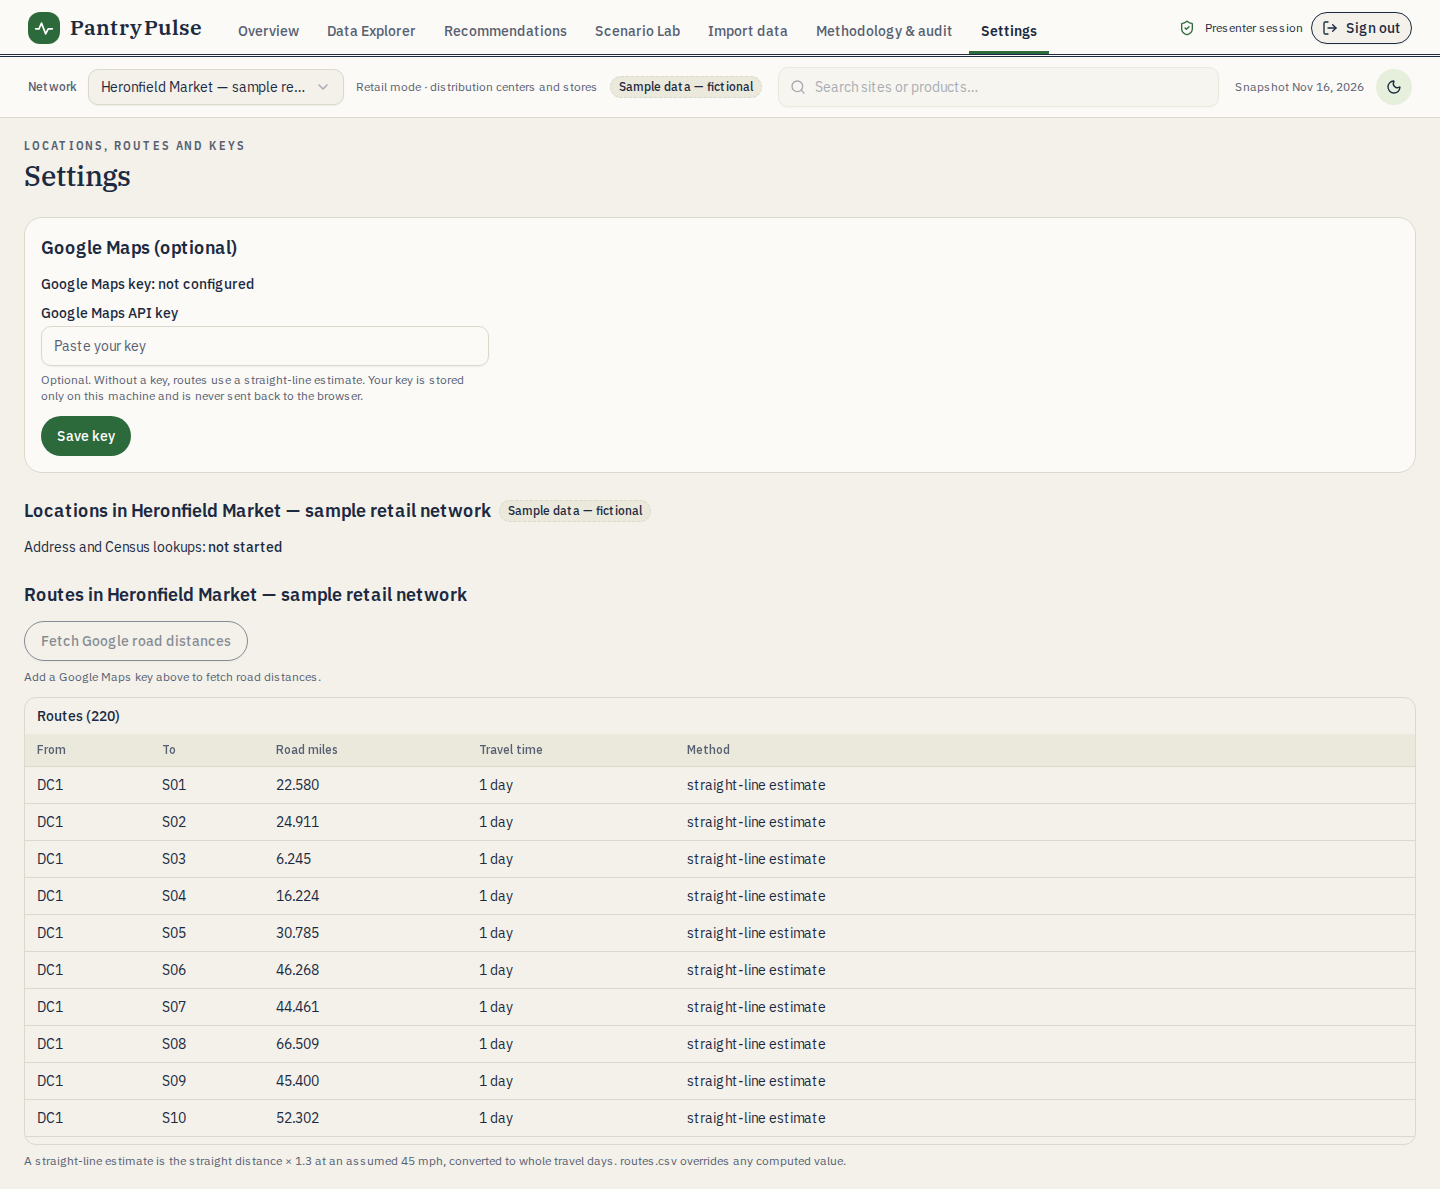 PantryPulse
Overview
Data Explorer
Recommendations
Scenario Lab
Import data
Methodology & audit
Settings
Presenter session
Sign out
Network
Heronfield Market — sample re...
Retail mode · distribution centers and stores
Sample data — fictional
Search sites or products...
Snapshot Nov 16, 2026
LOCATIONS, ROUTES AND KEYS
Settings
Google Maps (optional)
Google Maps key: not configured
Google Maps API key
Paste your key
Optional. Without a key, routes use a straight-line estimate. Your key is stored
only on this machine and is never sent back to the browser.
Save key
Locations in Heronfield Market — sample retail network Sample data — fictional
Address and Census lookups: not started
Routes in Heronfield Market — sample retail network
Fetch Google road distances
Add a Google Maps key above to fetch road distances.
Routes (220)
From To Road miles Travel time Method
DC1 S01 22.580 1 day straight-line estimate
DC1 S02 24.911 1 day straight-line estimate
DC1 S03 6.245 1 day straight-line estimate
DC1 S04 16.224 1 day straight-line estimate
DC1 S05 30.785 1 day straight-line estimate
DC1 S06 46.268 1 day straight-line estimate
DC1 S07 44.461 1 day straight-line estimate
DC1 S08 66.509 1 day straight-line estimate
DC1 S09 45.400 1 day straight-line estimate
DC1 S10 52.302 1 day straight-line estimate
A straight-line estimate is the straight distance × 1.3 at an assumed 45 mph, converted to whole travel days. routes.csv overrides any computed value.